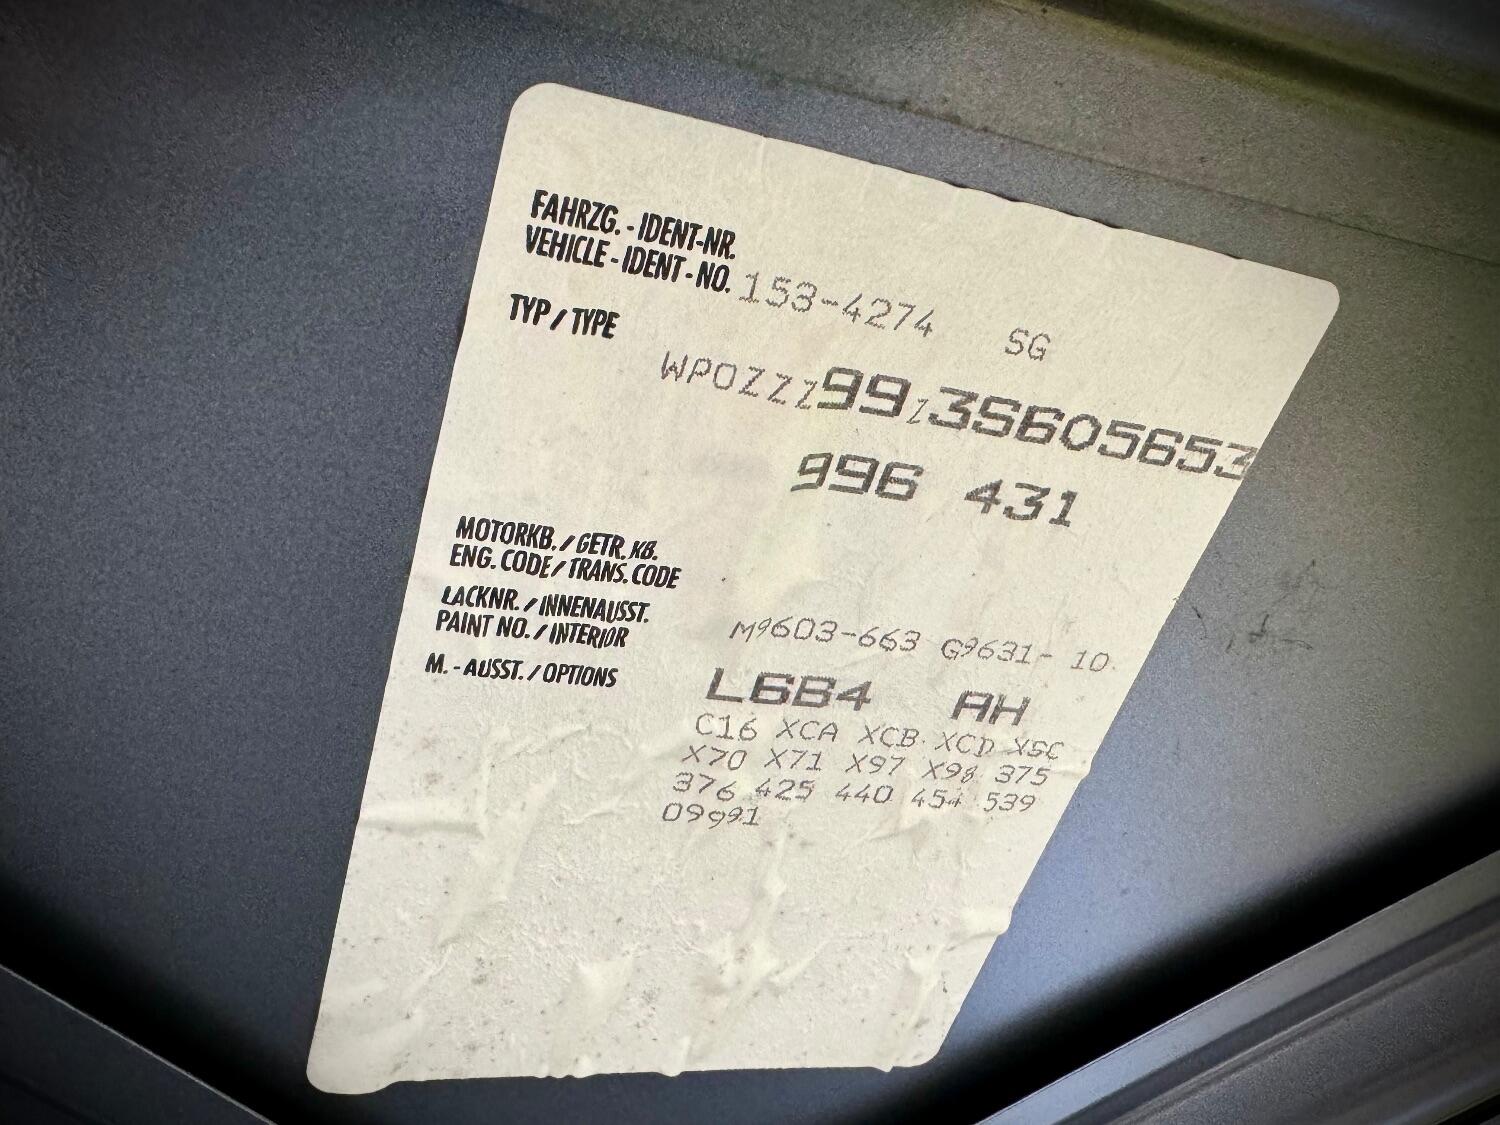 FAHRZG. - IDENT-NR.
VEHICLE - IDENT - NO. 153-4274 SG
TYP / TYPE
WPOZZZ99Z3S605653
996 431
MOTORKB. / GETR. KB.
ENG. CODE / TRANS. CODE
M9603-663 G9631- 10
LACKNR. / INNENAUSST.
PAINT NO. / INTERIOR
L6B4 AH
M. - AUSST. / OPTIONS
C16 XCA XCB XCD XSC
X70 X71 X97 X98 375
376 425 440 454 539
09991